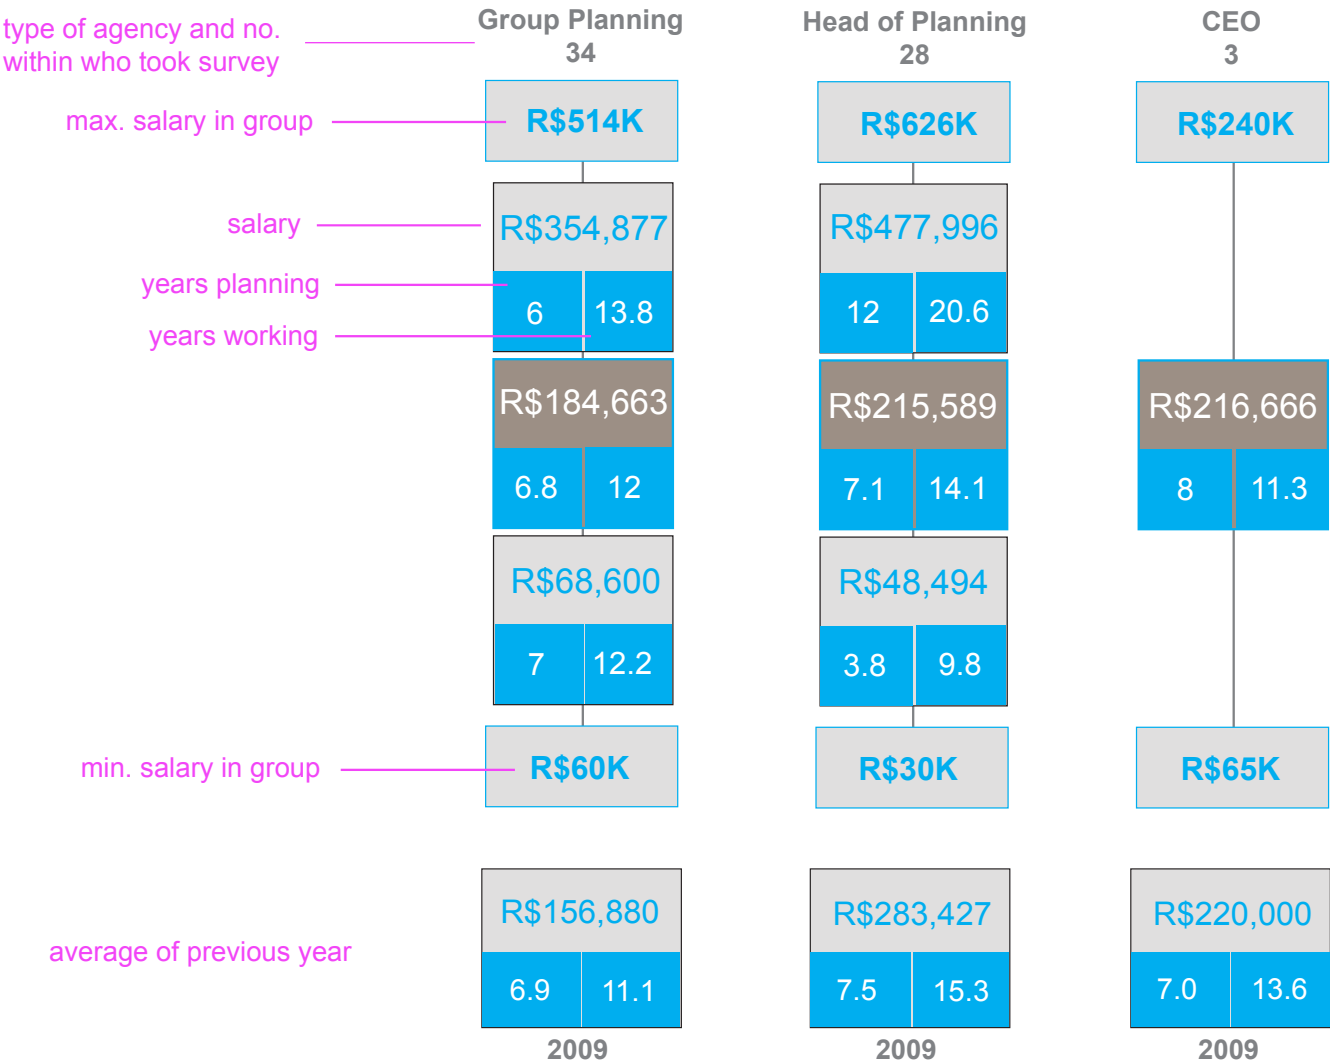 type of agency and no.
within who took survey
Group Planning
34
Head of Planning
28
CEO
3
max. salary in group
R$514K
R$626K
R$240K
salary
R$354,877
R$477,996
years planning
years working
6
13.8
12
20.6
R$184,663
R$215,589
R$216,666
6.8
12
7.1
14.1
8
11.3
R$68,600
R$48,494
7
12.2
3.8
9.8
min. salary in group
R$60K
R$30K
R$65K
average of previous year
R$156,880
R$283,427
R$220,000
6.9
11.1
7.5
15.3
7.0
13.6
2009
2009
2009